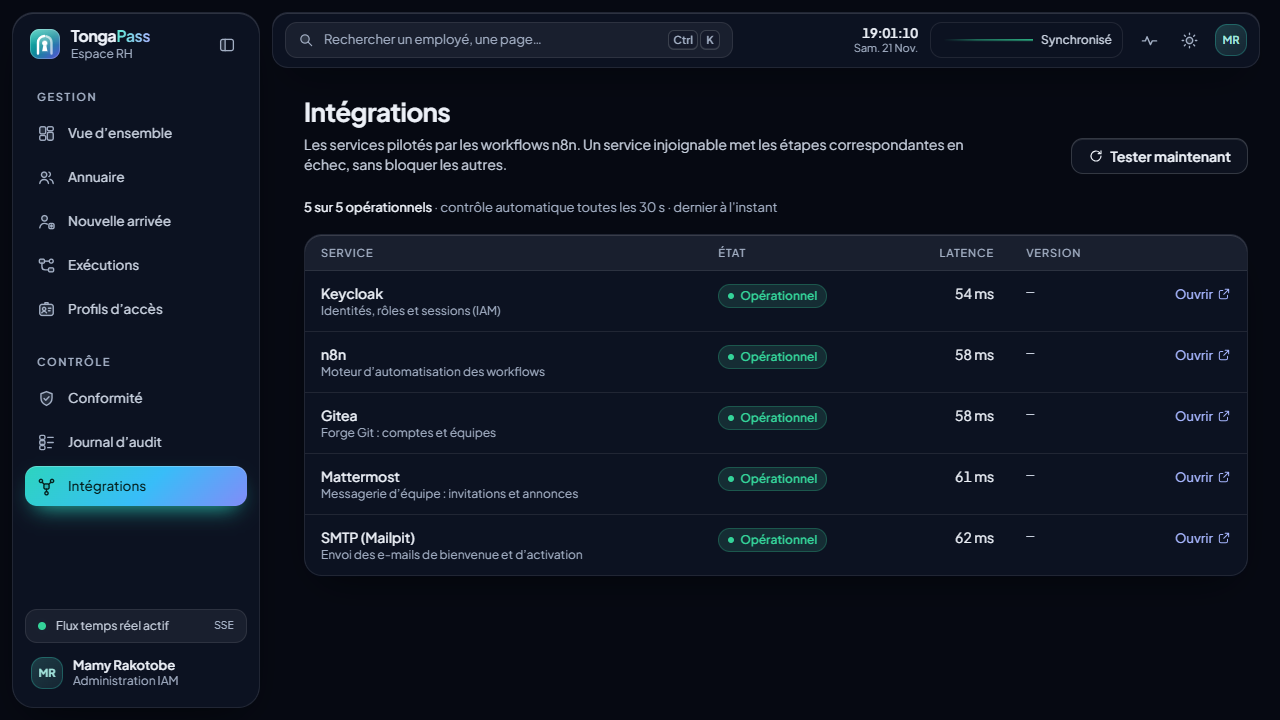 TongaPass
Espace RH
GESTION
Vue d’ensemble
Annuaire
Nouvelle arrivée
Exécutions
Profils d’accès
CONTRÔLE
Conformité
Journal d’audit
Intégrations
Flux temps réel actif SSE
MR
Mamy Rakotobe
Administration IAM
Rechercher un employé, une page… Ctrl K
19:01:10
Sam. 21 Nov.
Synchronisé
MR
Intégrations
Les services pilotés par les workflows n8n. Un service injoignable met les étapes correspondantes en
échec, sans bloquer les autres.
Tester maintenant
5 sur 5 opérationnels · contrôle automatique toutes les 30 s · dernier à l’instant
SERVICE ÉTAT LATENCE VERSION
Keycloak Opérationnel 54 ms — Ouvrir
Identités, rôles et sessions (IAM)
n8n Opérationnel 58 ms — Ouvrir
Moteur d’automatisation des workflows
Gitea Opérationnel 58 ms — Ouvrir
Forge Git : comptes et équipes
Mattermost Opérationnel 61 ms — Ouvrir
Messagerie d’équipe : invitations et annonces
SMTP (Mailpit) Opérationnel 62 ms — Ouvrir
Envoi des e-mails de bienvenue et d’activation